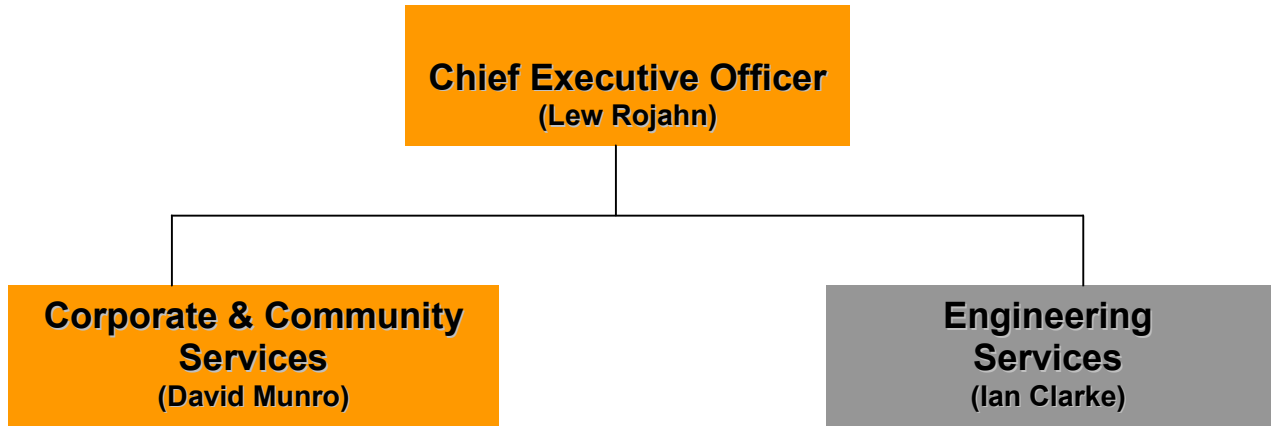 Chief Executive Officer
(Lew Rojahn)
Corporate & Community
Services
(David Munro)
Engineering
Services
(Ian Clarke)